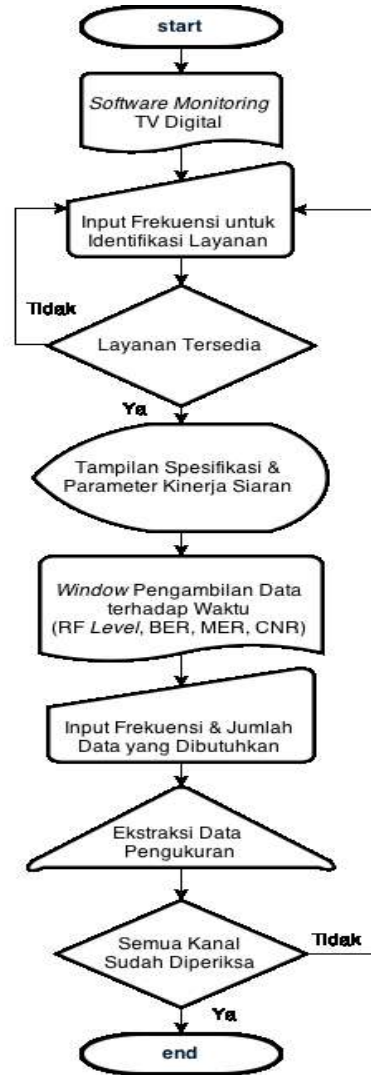 start
Software Monitoring
TV Digital
Input Frekuensi untuk
Identifikasi Layanan
Tidak
Layanan Tersedia
Ya
Tampilan Spesifikasi &
Parameter Kinerja Siaran
Window Pengambilan Data
terhadap Waktu
(RF Level, BER, MER, CNR)
Input Frekuensi & Jumlah
Data yang Dibutuhkan
Ekstraksi Data
Pengukuran
Semua Kanal
Sudah Diperiksa
Tidak
Ya
end